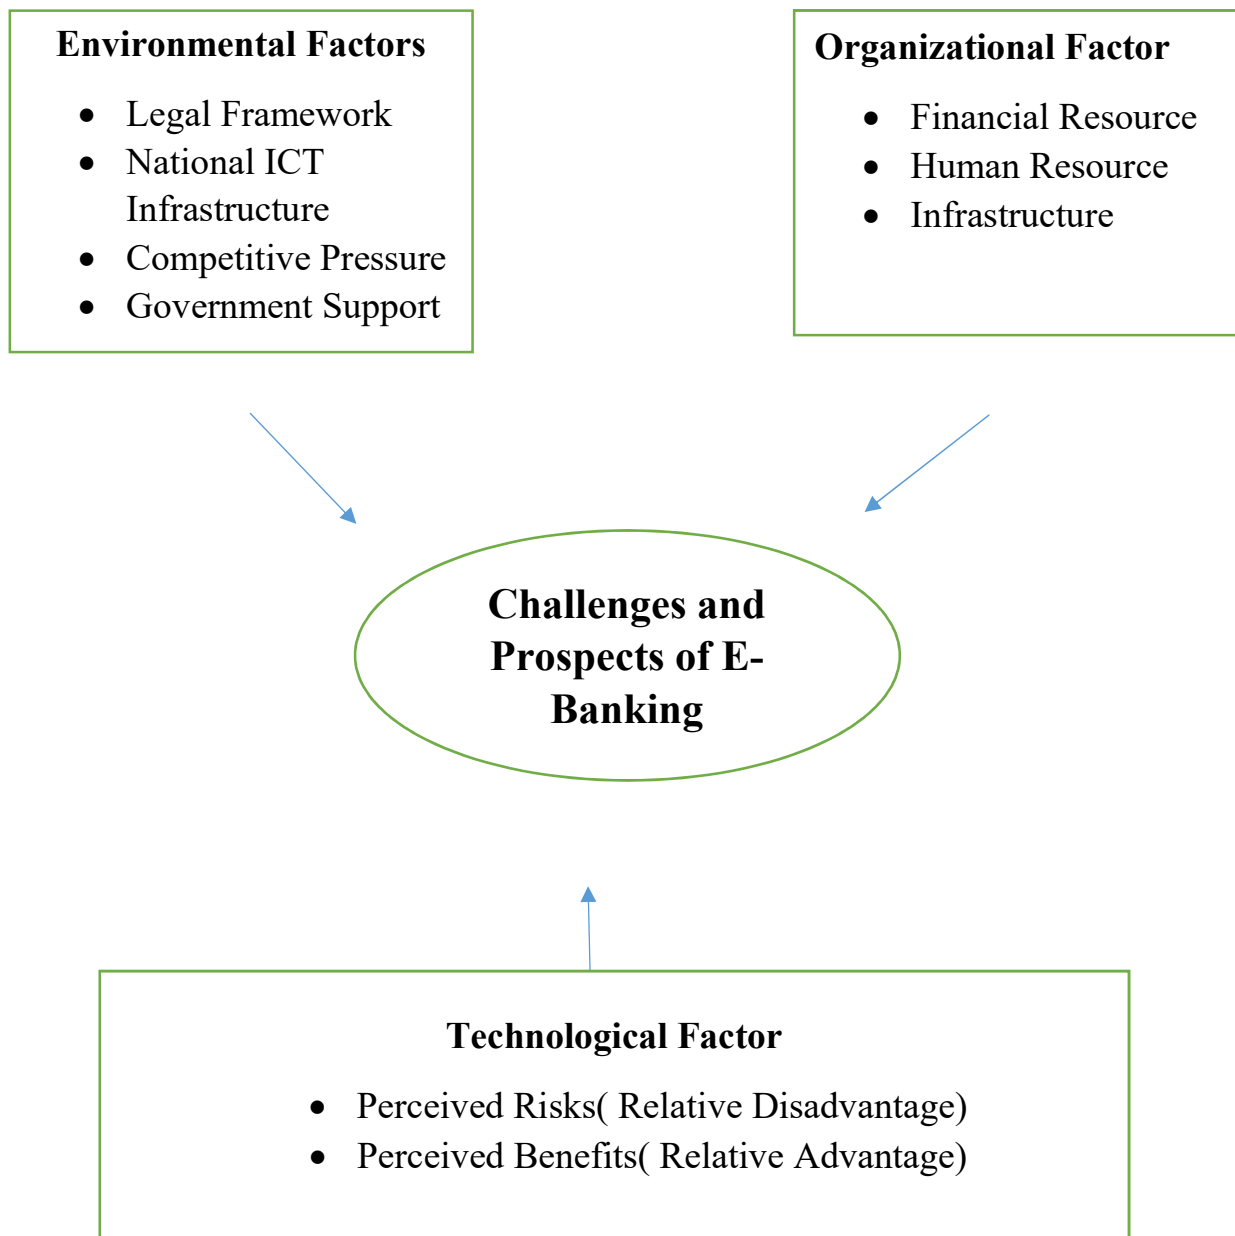 Environmental Factors
• Legal Framework
• National ICT
Infrastructure
• Competitive Pressure
• Government Support
Organizational Factor
• Financial Resource
• Human Resource
• Infrastructure
Challenges and
Prospects of E-
Banking
Technological Factor
• Perceived Risks( Relative Disadvantage)
• Perceived Benefits( Relative Advantage)